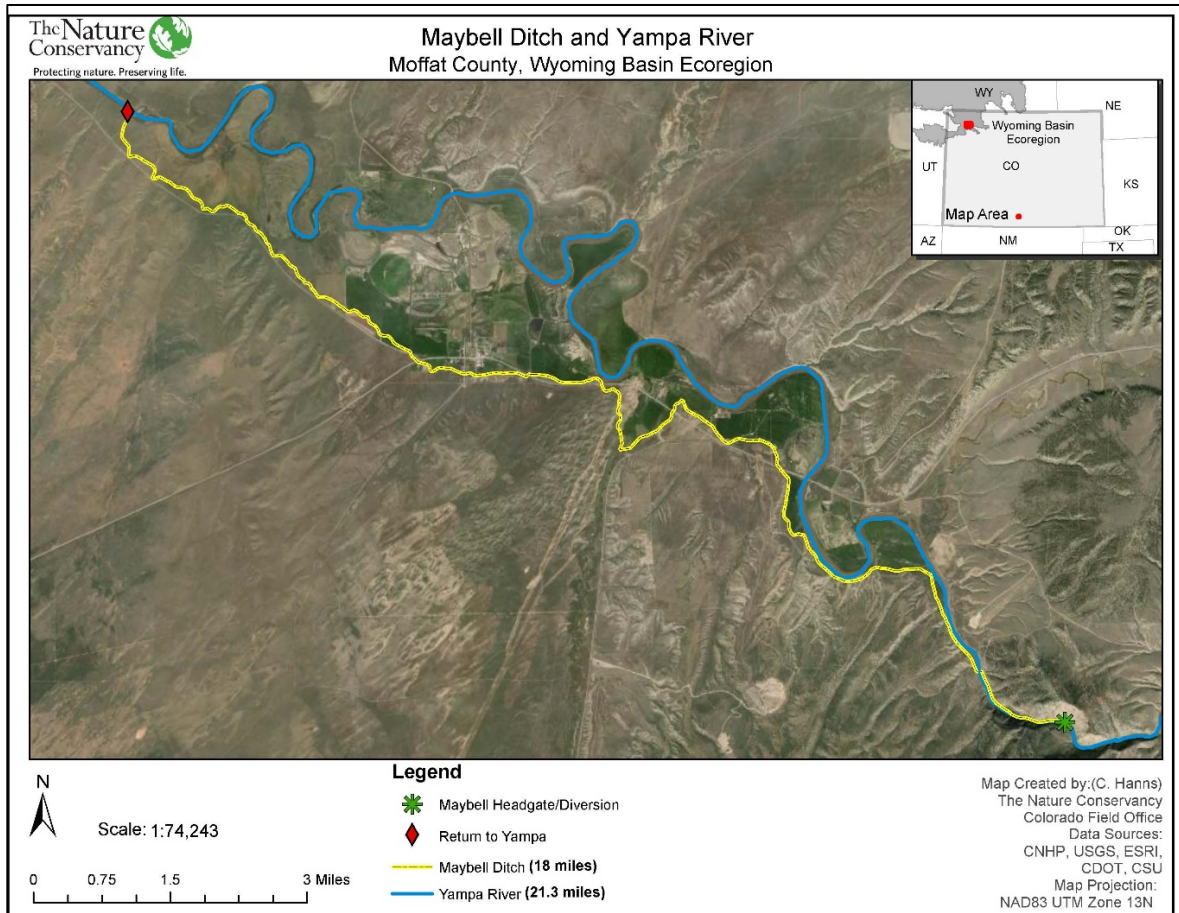 The Nature
Conservancy
Protecting nature. Preserving life.
Maybell Ditch and Yampa River
Moffat County, Wyoming Basin Ecoregion
WY
NE
Wyoming Basin
Ecoregion
UT
CO
KS
Map Area
AZ
NM
OK
TX
N
Scale: 1:74,243
0 0.75 1.5 3 Miles
Legend
Maybell Headgate/Diversion
Return to Yampa
Maybell Ditch (18 miles)
Yampa River (21.3 miles)
Map Created by:(C. Hanns)
The Nature Conservancy
Colorado Field Office
Data Sources:
CNHP, USGS, ESRI,
CDOT, CSU
Map Projection:
NAD83 UTM Zone 13N